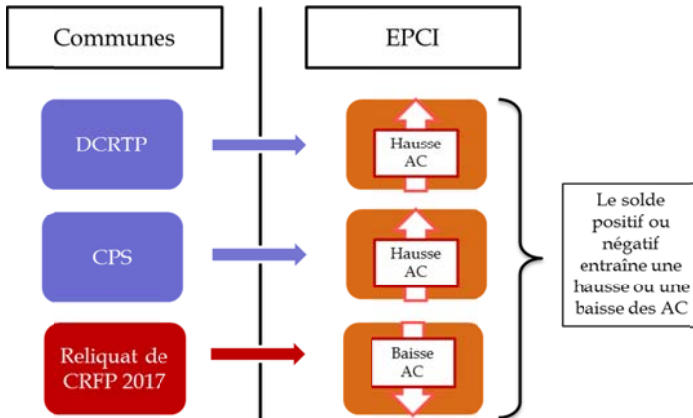 Communes
EPCI
DCRTP
Hausse
AC
CPS
Hausse
AC
Reliquat de
CRFP 2017
Baisse
AC
Le solde
positif ou
négatif
entraîne une
hausse ou une
baisse des AC